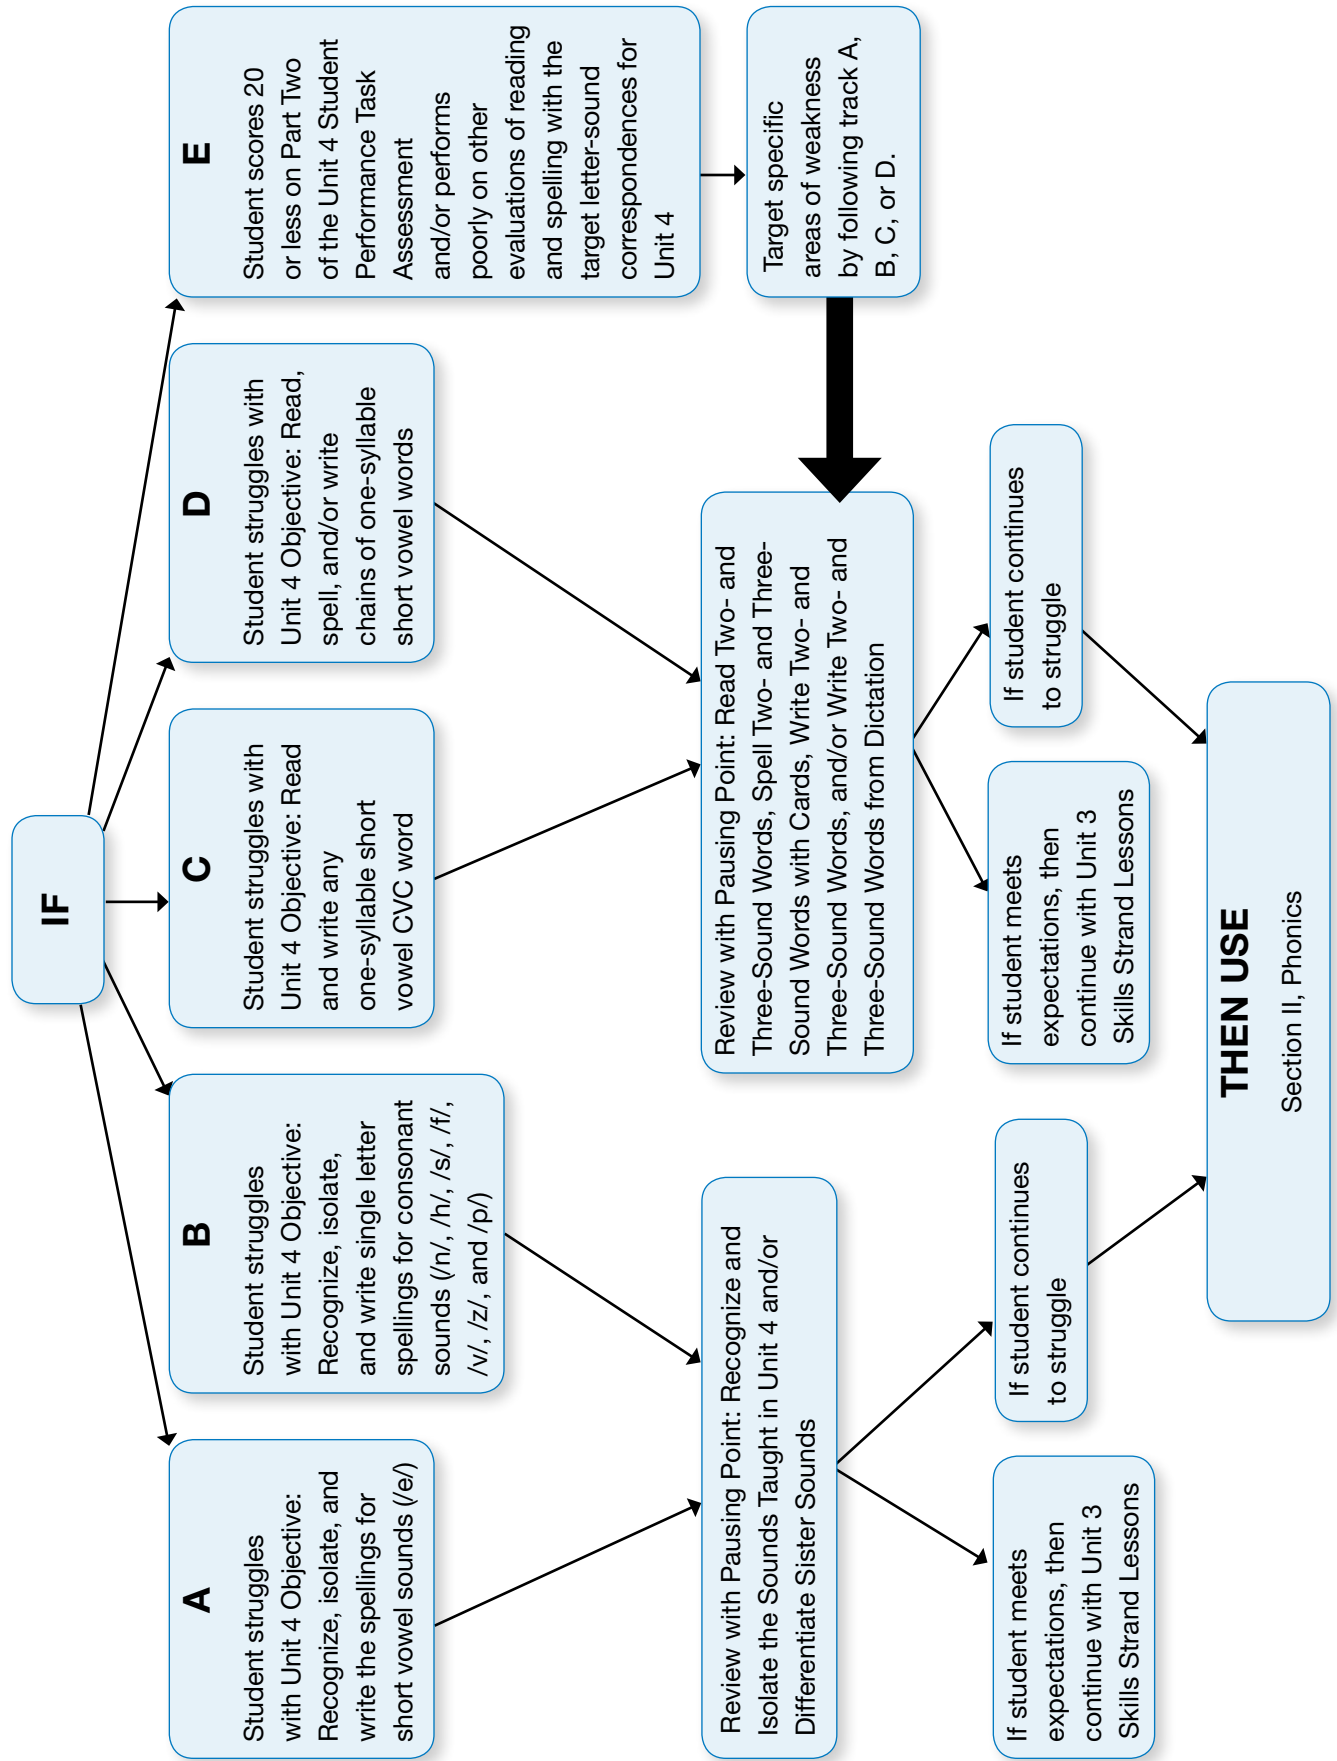 IF
A
Student struggles
with Unit 4 Objective:
Recognize, isolate, and
write the spellings for
short vowel sounds (/e/)
B
Student struggles
with Unit 4 Objective:
Recognize, isolate,
and write single letter
spellings for consonant
sounds (/n/, /h/, /s/, /f/,
/v/, /z/, and /p/)
C
Student struggles with
Unit 4 Objective: Read
and write any
one-syllable short
vowel CVC word
D
Student struggles with
Unit 4 Objective: Read,
spell, and/or write
chains of one-syllable
short vowel words
E
Student scores 20
or less on Part Two
of the Unit 4 Student
Performance Task
Assessment
and/or performs
poorly on other
evaluations of reading
and spelling with the
target letter-sound
correspondences for
Unit 4
Review with Pausing Point: Recognize and
Isolate the Sounds Taught in Unit 4 and/or
Differentiate Sister Sounds
Review with Pausing Point: Read Two- and
Three-Sound Words, Spell Two- and Three-
Sound Words with Cards, Write Two- and
Three-Sound Words, and/or Write Two- and
Three-Sound Words from Dictation
Target specific
areas of weakness
by following track A,
B, C, or D.
If student meets
expectations, then
continue with Unit 3
Skills Strand Lessons
If student continues
to struggle
If student meets
expectations, then
continue with Unit 3
Skills Strand Lessons
If student continues
to struggle
THEN USE
Section II, Phonics